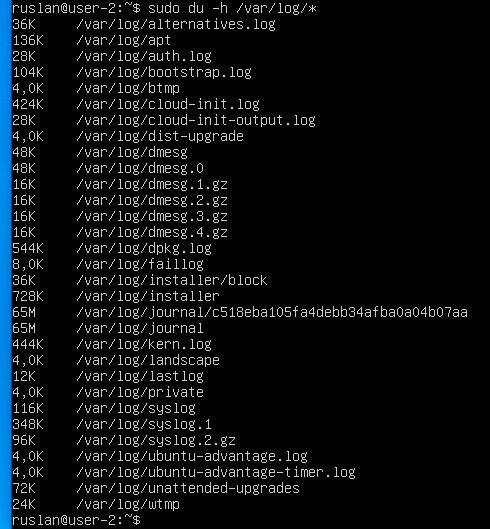 ruslan@user-2:~$ sudo du -h /var/log/*
36K /var/log/alternatives.log
136K /var/log/apt
28K /var/log/auth.log
104K /var/log/bootstrap.log
4,0K /var/log/btmp
424K /var/log/cloud-init.log
28K /var/log/cloud-init-output.log
4,0K /var/log/dist-upgrade
48K /var/log/dmesg
48K /var/log/dmesg.0
16K /var/log/dmesg.1.gz
16K /var/log/dmesg.2.gz
16K /var/log/dmesg.3.gz
16K /var/log/dmesg.4.gz
544K /var/log/dpkg.log
8,0K /var/log/faillog
36K /var/log/installer/block
728K /var/log/installer
65M /var/log/journal/c518eba105fa4debb34afba0a04b07aa
65M /var/log/journal
444K /var/log/kern.log
4,0K /var/log/landscape
12K /var/log/lastlog
4,0K /var/log/private
116K /var/log/syslog
348K /var/log/syslog.1
96K /var/log/syslog.2.gz
4,0K /var/log/ubuntu-advantage.log
4,0K /var/log/ubuntu-advantage-timer.log
72K /var/log/unattended-upgrades
24K /var/log/wtmp
ruslan@user-2:~$